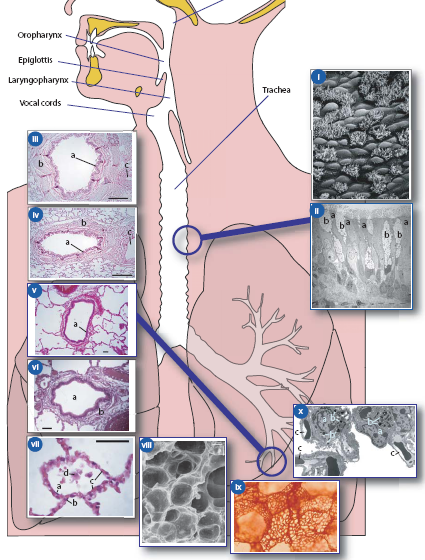 Oropharynx
Epiglottis
Laryngopharynx
Vocal cords
Trachea
i
ii
a
b a b a a
b b
iii
a
b c
iv
b
a c
v
a
vi
a
b
vii
d
a c
b
viii
ix
x
a b
c
b
c
c